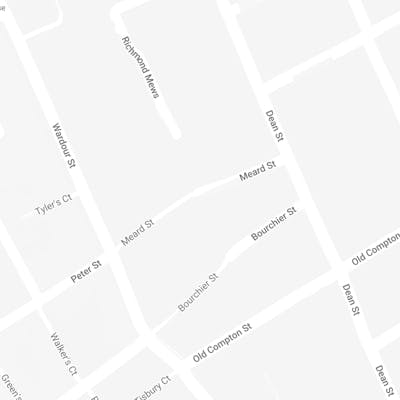 Richmond Mews
Dean St
Wardour St
Meard St
Tyler's Ct
Bourchier St
Meard St
Old Compton
Peter St
Bourchier St
Dean St
Old Compton St
Walker's Ct
Green's
Tisbury Ct
Dean St